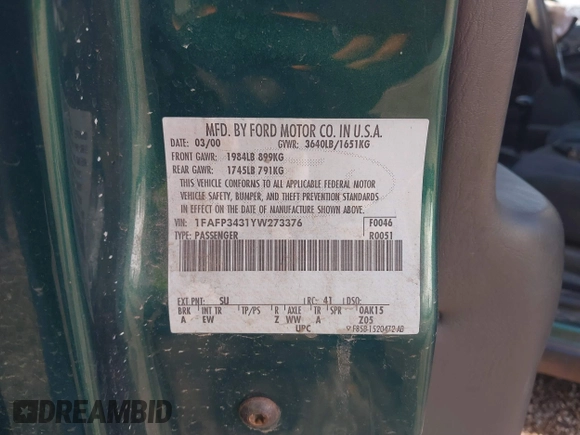 MFD. BY FORD MOTOR CO. IN U.S.A.
DATE: 03/00 GVWR: 3640LB/1651KG
FRONT GAWR: 1984LB 899KG
REAR GAWR: 1745LB 791KG
THIS VEHICLE CONFORMS TO ALL APPLICABLE FEDERAL MOTOR
VEHICLE SAFETY, BUMPER, AND THEFT PREVENTION STANDARDS
IN EFFECT ON THE DATE OF MANUFACTURE SHOWN ABOVE.
VIN: 1FAFP3431YW273376 F0046
TYPE: PASSENGER R0051
EXT PNT: SU RC: 41 DSO:
BRK INT TR TP/PS R AXLE TR SPR 0AK15
A EW Z WW A Z05
UPC F85B-1520472-AB
DREAMBID